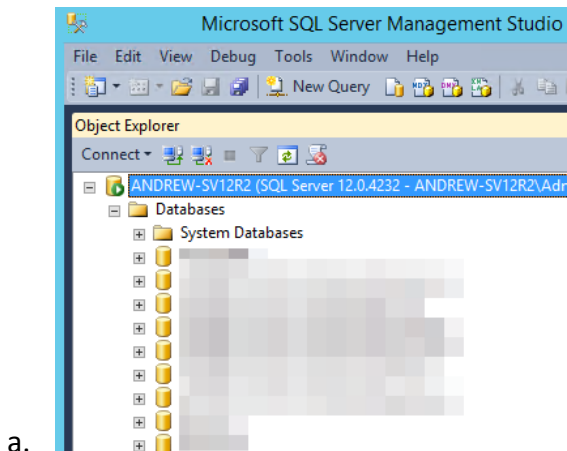 Microsoft SQL Server Management Studio
File Edit View Debug Tools Window Help
New Query
Object Explorer
Connect
ANDREW-SV12R2 (SQL Server 12.0.4232 - ANDREW-SV12R2\Adr
Databases
System Databases
a.